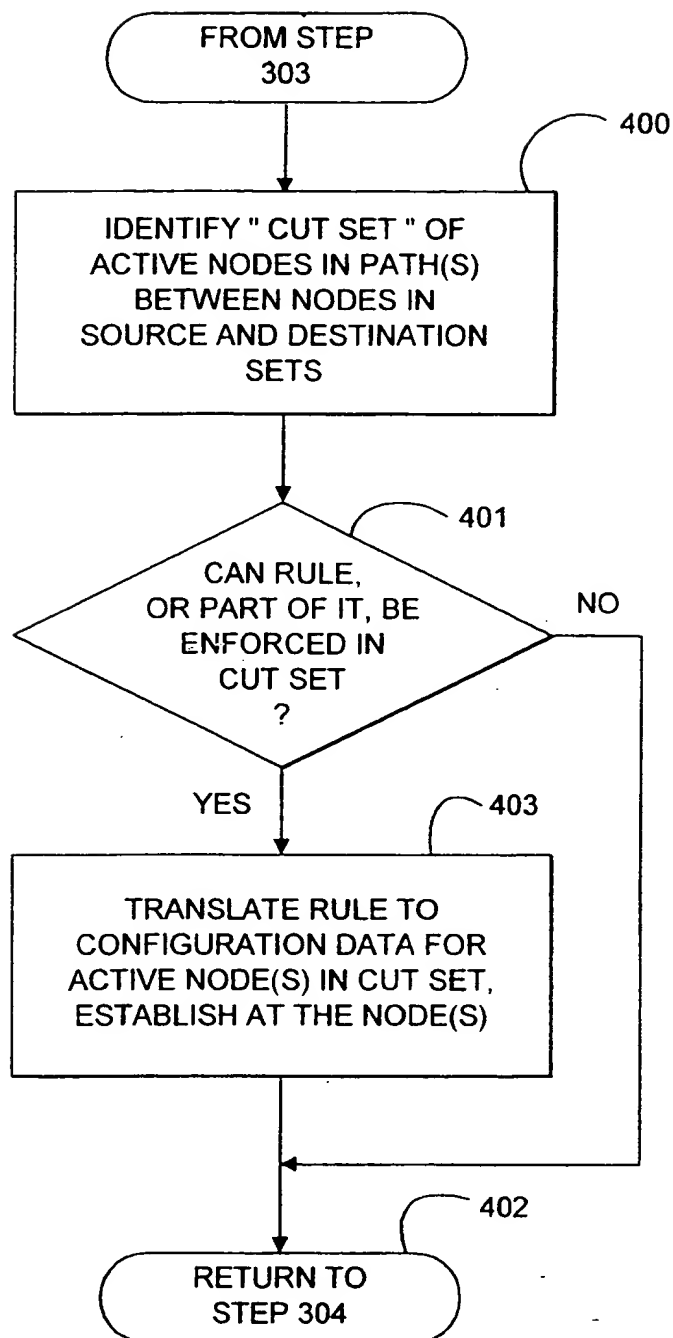 FROM STEP
303
400
IDENTIFY " CUT SET " OF
ACTIVE NODES IN PATH(S)
BETWEEN NODES IN
SOURCE AND DESTINATION
SETS
401
CAN RULE,
OR PART OF IT, BE
ENFORCED IN
CUT SET
?
NO
YES
403
TRANSLATE RULE TO
CONFIGURATION DATA FOR
ACTIVE NODE(S) IN CUT SET,
ESTABLISH AT THE NODE(S)
402
RETURN TO
STEP 304